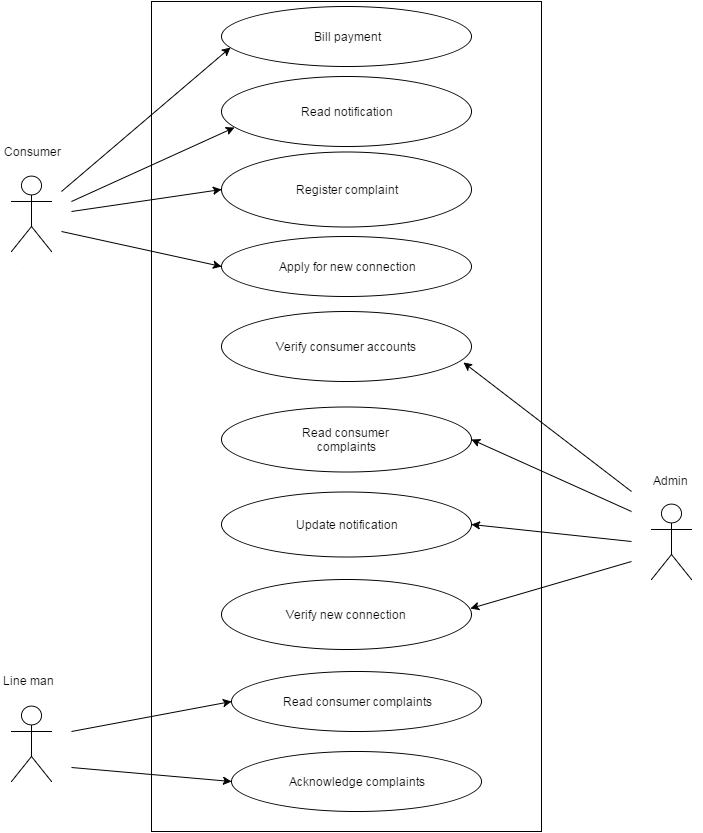 Bill payment
Read notification
Consumer
Register complaint
Apply for new connection
Verify consumer accounts
Read consumer
complaints
Admin
Update notification
Verify new connection
Line man
Read consumer complaints
Acknowledge complaints